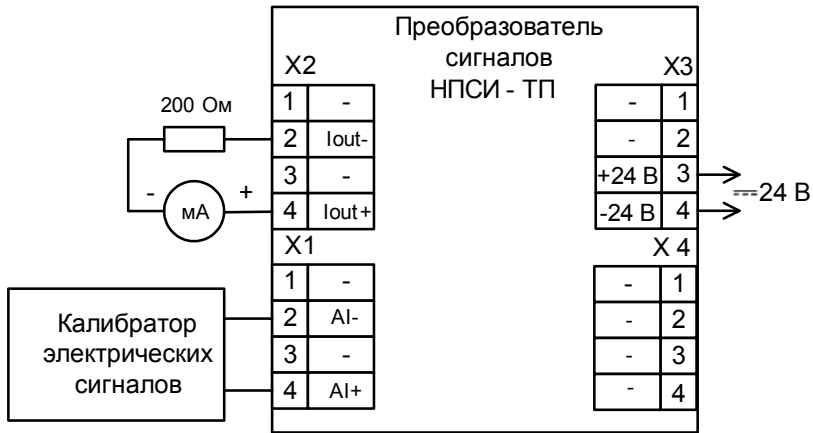 Преобразователь
сигналов
НПСИ - ТП
X2
1 -
2 Iout-
3 -
4 Iout+
200 Ом
- мА +
X1
1 -
2 AI-
3 -
4 AI+
Калибратор
электрических
сигналов
X3
- 1
- 2
+24 В 3
-24 В 4
24 В
X 4
- 1
- 2
- 3
- 4